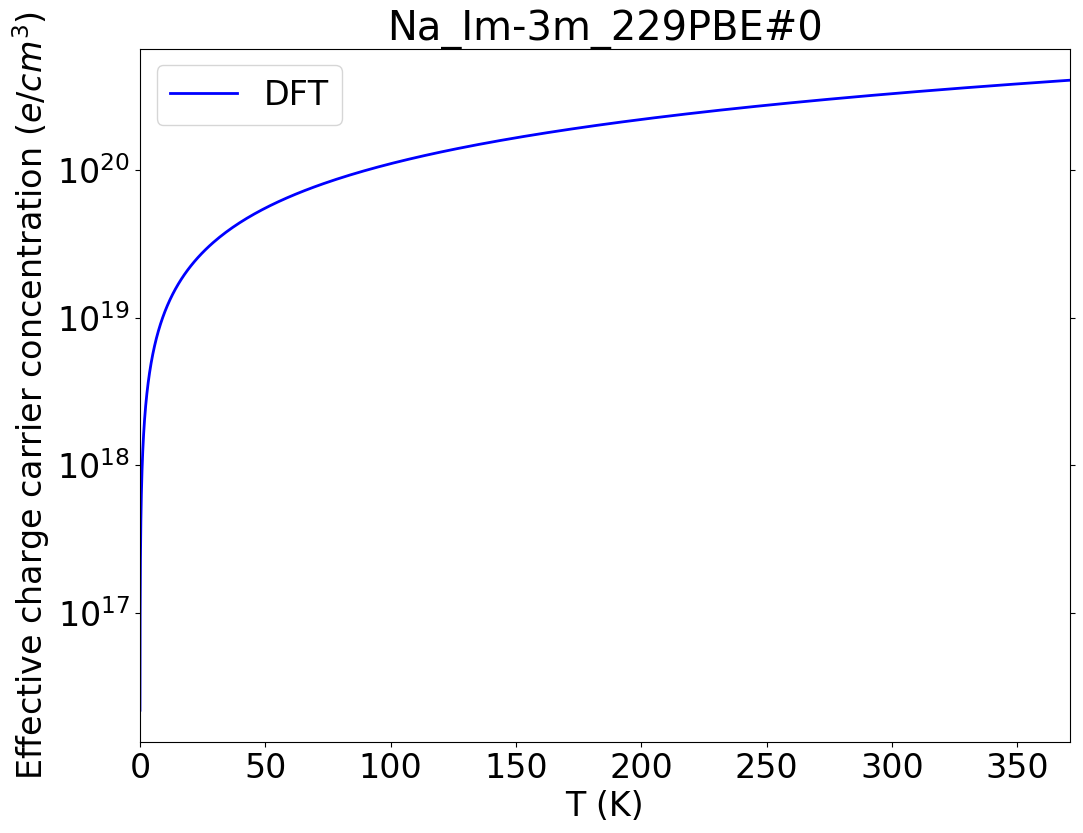 Na_Im-3m_229PBE#0
DFT
Effective charge carrier concentration (e/cm³)
10²⁰
10¹⁹
10¹⁸
10¹⁷
0 50 100 150 200 250 300 350
T (K)